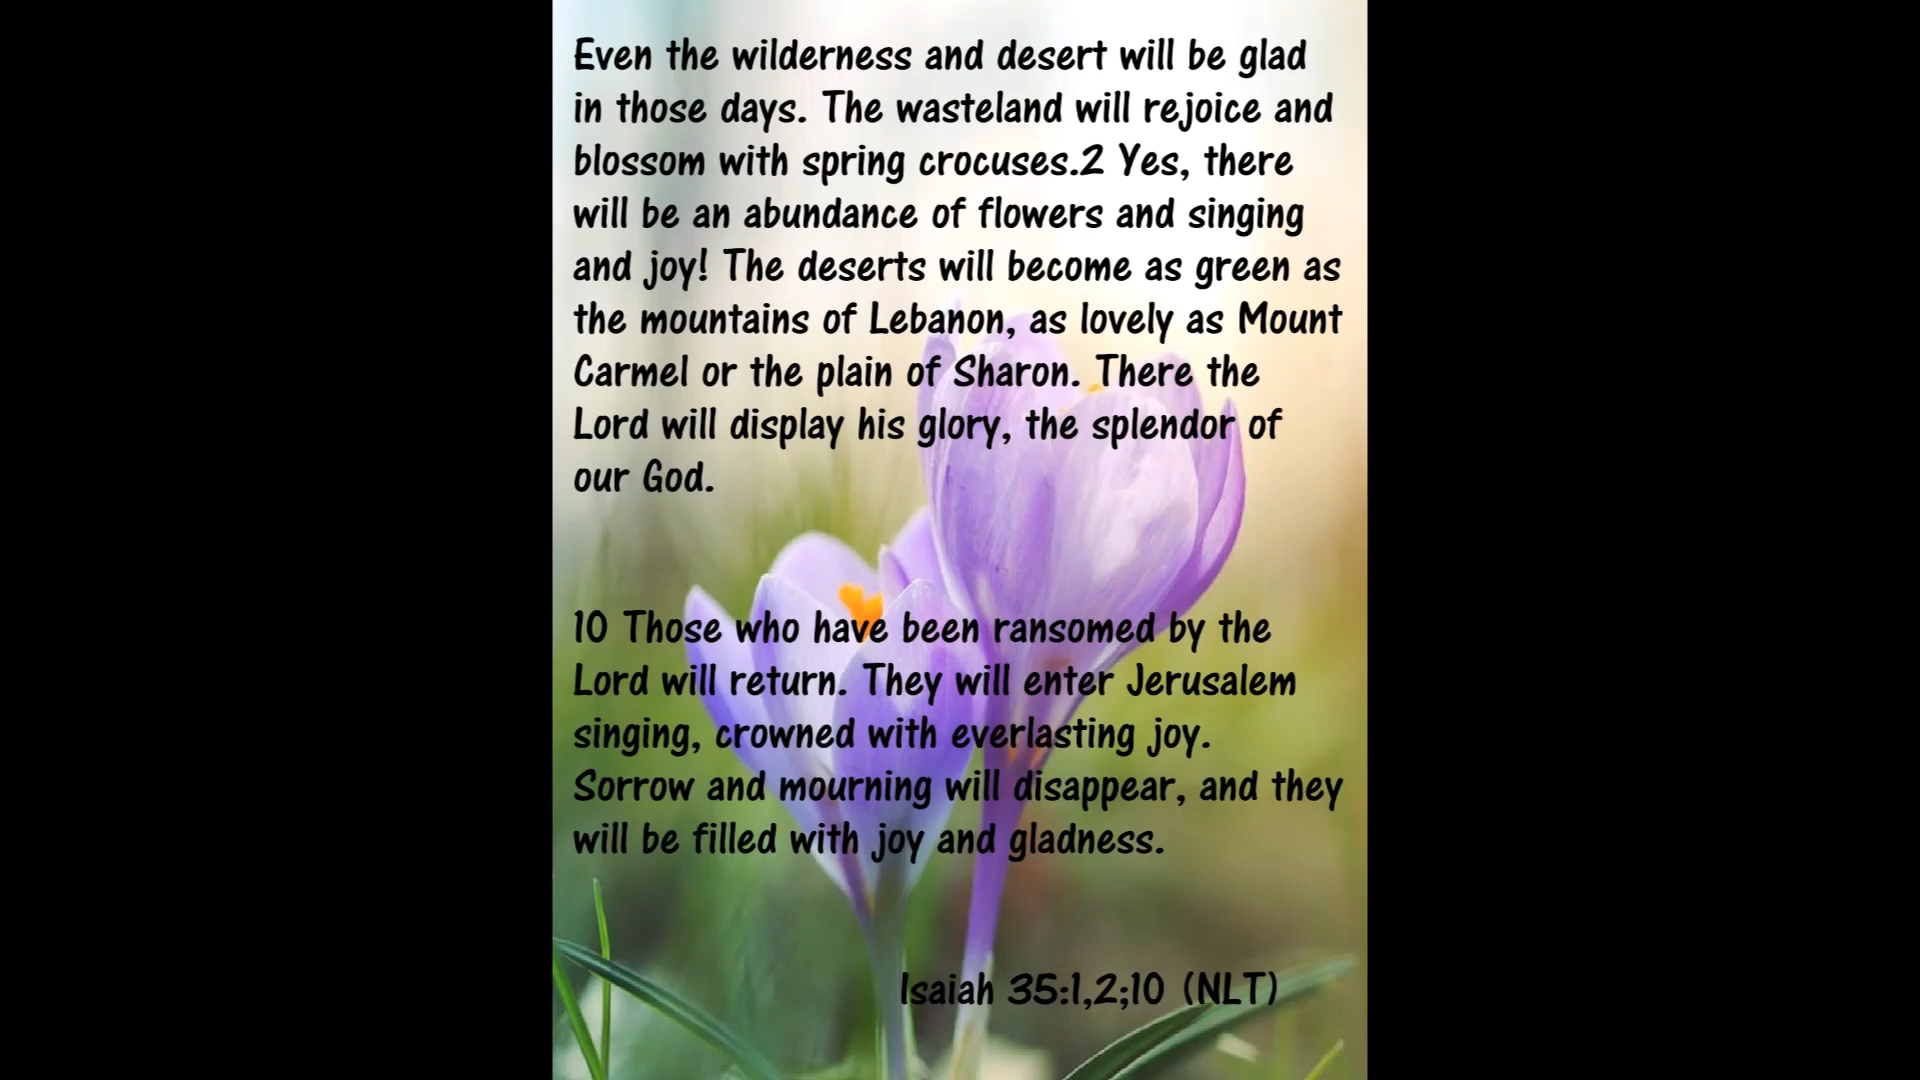 Even the wilderness and desert will be glad
in those days. The wasteland will rejoice and
blossom with spring crocuses.2 Yes, there
will be an abundance of flowers and singing
and joy! The deserts will become as green as
the mountains of Lebanon, as lovely as Mount
Carmel or the plain of Sharon. There the
Lord will display his glory, the splendor of
our God.
10 Those who have been ransomed by the
Lord will return. They will enter Jerusalem
singing, crowned with everlasting joy.
Sorrow and mourning will disappear, and they
will be filled with joy and gladness.
Isaiah 35:1,2;10 (NLT)